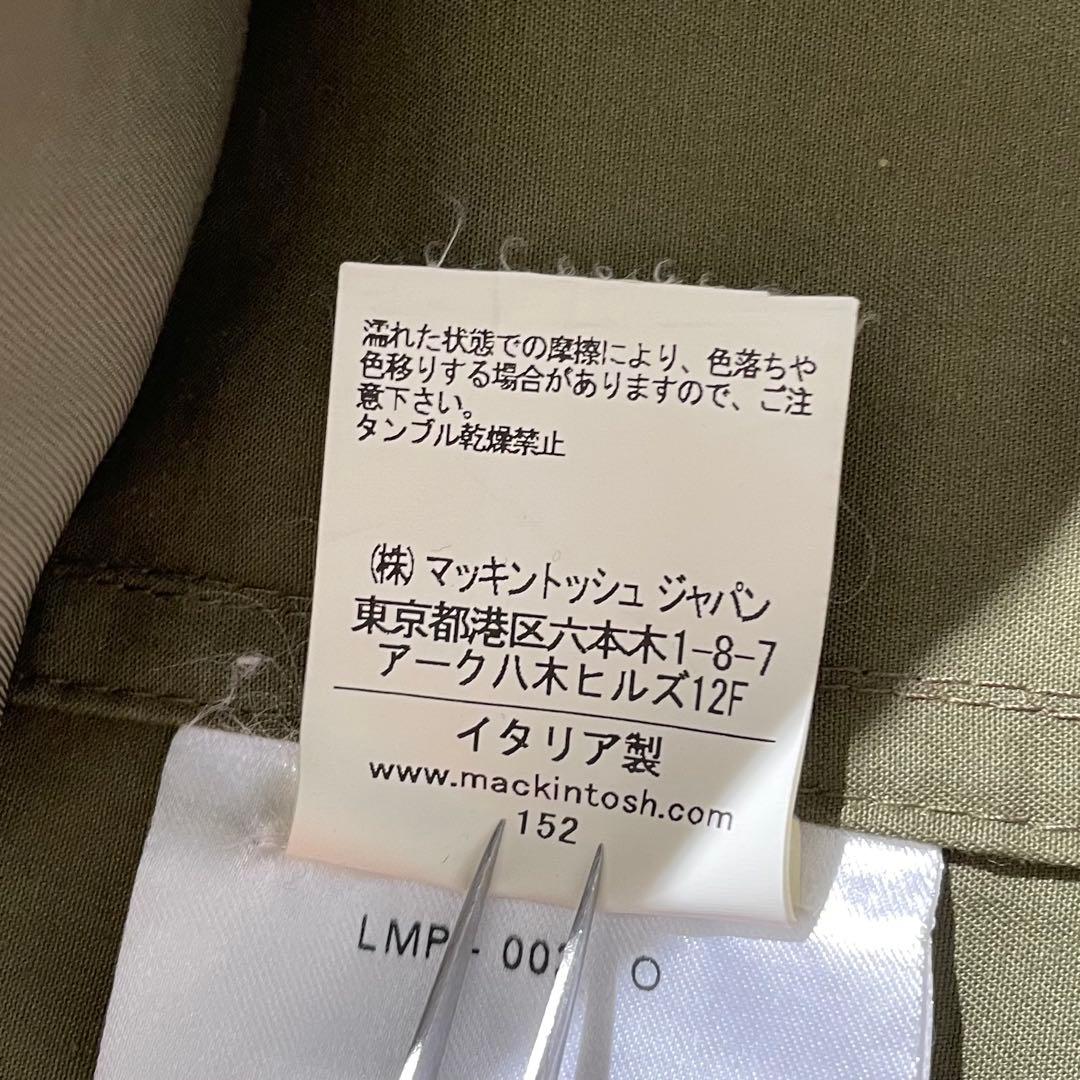 濡れた状態での摩擦により、色落ちや
色移りする場合がありますので、ご注
意下さい。
タンブル乾燥禁止
(株) マッキントッシュ ジャパン
東京都港区六本木1-8-7
アーク八木ヒルズ12F
イタリア製
www.mackintosh.com
152
LMP - O